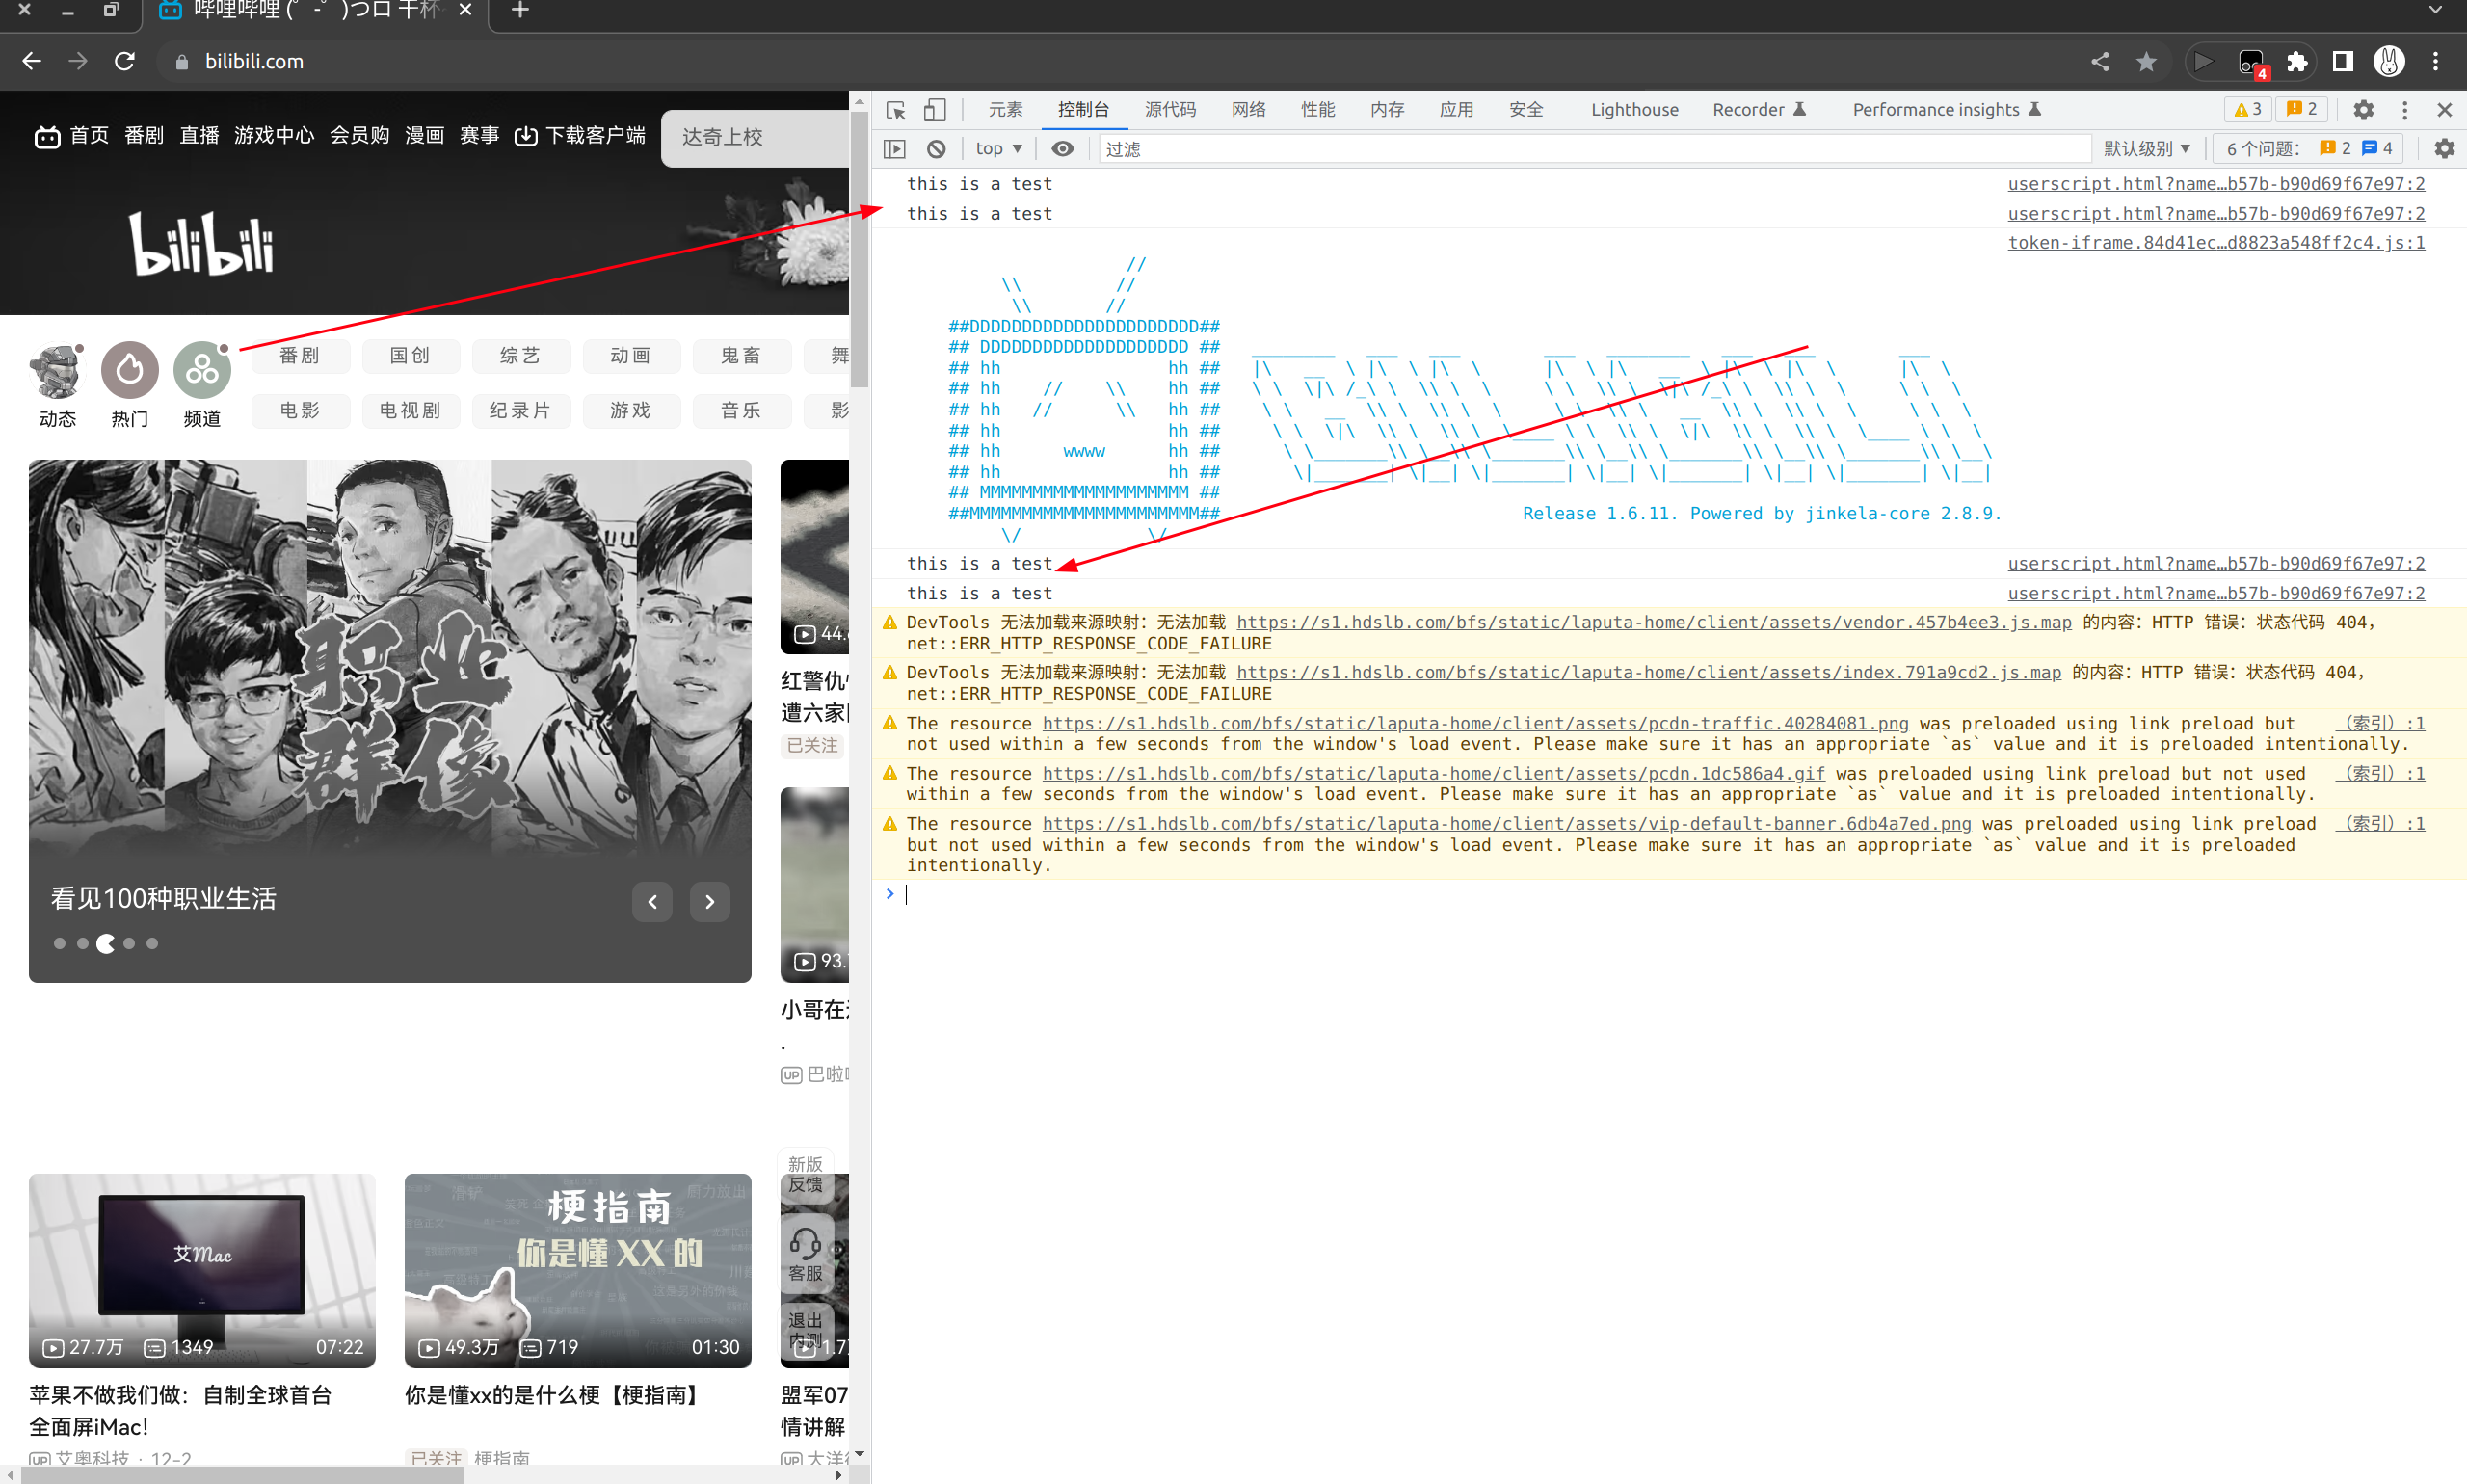 哔哩哔哩 (゜-゜)つロ 干杯
bilibili.com
4
首页 番剧 直播 游戏中心 会员购 漫画 赛事 下载客户端
达奇上校
bilibili
番剧 国创 综艺 动画 鬼畜 舞
动态 热门 频道
电影 电视剧 纪录片 游戏 音乐 影
职业
群像
看见100种职业生活
44.
红警仇
遭六家
已关注
93.
小哥在
.
UP 巴啦
新版
反馈
客服
退出
内测
艾Mac
27.7万 1349 07:22
苹果不做我们做：自制全球首台
全面屏iMac！
UP 艾奥科技 · 12-2
梗指南
你是懂 XX 的
49.3万 719 01:30
你是懂xx的是什么梗【梗指南】
已关注 梗指南
1.7
盟军07
情讲解
UP 大洋
元素 控制台 源代码 网络 性能 内存 应用 安全 Lighthouse Recorder Performance insights 3 2
top 过滤 默认级别 6 个问题： 2 4
this is a test userscript.html?name…b57b-b90d69f67e97:2
this is a test userscript.html?name…b57b-b90d69f67e97:2
token-iframe.84d41ec…d8823a548ff2c4.js:1
//
\\ //
\\ //
##DDDDDDDDDDDDDDDDDDDDDD##
## DDDDDDDDDDDDDDDDDDDD ##
## hh hh ##
## hh // \\ hh ##
## hh // \\ hh ##
## hh hh ##
## hh wwww hh ##
## hh hh ##
## MMMMMMMMMMMMMMMMMMMM ##
##MMMMMMMMMMMMMMMMMMMMMM## Release 1.6.11. Powered by jinkela-core 2.8.9.
\/ \/
this is a test userscript.html?name…b57b-b90d69f67e97:2
this is a test userscript.html?name…b57b-b90d69f67e97:2
DevTools 无法加载来源映射：无法加载 https://s1.hdslb.com/bfs/static/laputa-home/client/assets/vendor.457b4ee3.js.map 的内容：HTTP 错误：状态代码 404，
net::ERR_HTTP_RESPONSE_CODE_FAILURE
DevTools 无法加载来源映射：无法加载 https://s1.hdslb.com/bfs/static/laputa-home/client/assets/index.791a9cd2.js.map 的内容：HTTP 错误：状态代码 404，
net::ERR_HTTP_RESPONSE_CODE_FAILURE
The resource https://s1.hdslb.com/bfs/static/laputa-home/client/assets/pcdn-traffic.40284081.png was preloaded using link preload but （索引）:1
not used within a few seconds from the window's load event. Please make sure it has an appropriate `as` value and it is preloaded intentionally.
The resource https://s1.hdslb.com/bfs/static/laputa-home/client/assets/pcdn.1dc586a4.gif was preloaded using link preload but not used （索引）:1
within a few seconds from the window's load event. Please make sure it has an appropriate `as` value and it is preloaded intentionally.
The resource https://s1.hdslb.com/bfs/static/laputa-home/client/assets/vip-default-banner.6db4a7ed.png was preloaded using link preload （索引）:1
but not used within a few seconds from the window's load event. Please make sure it has an appropriate `as` value and it is preloaded
intentionally.